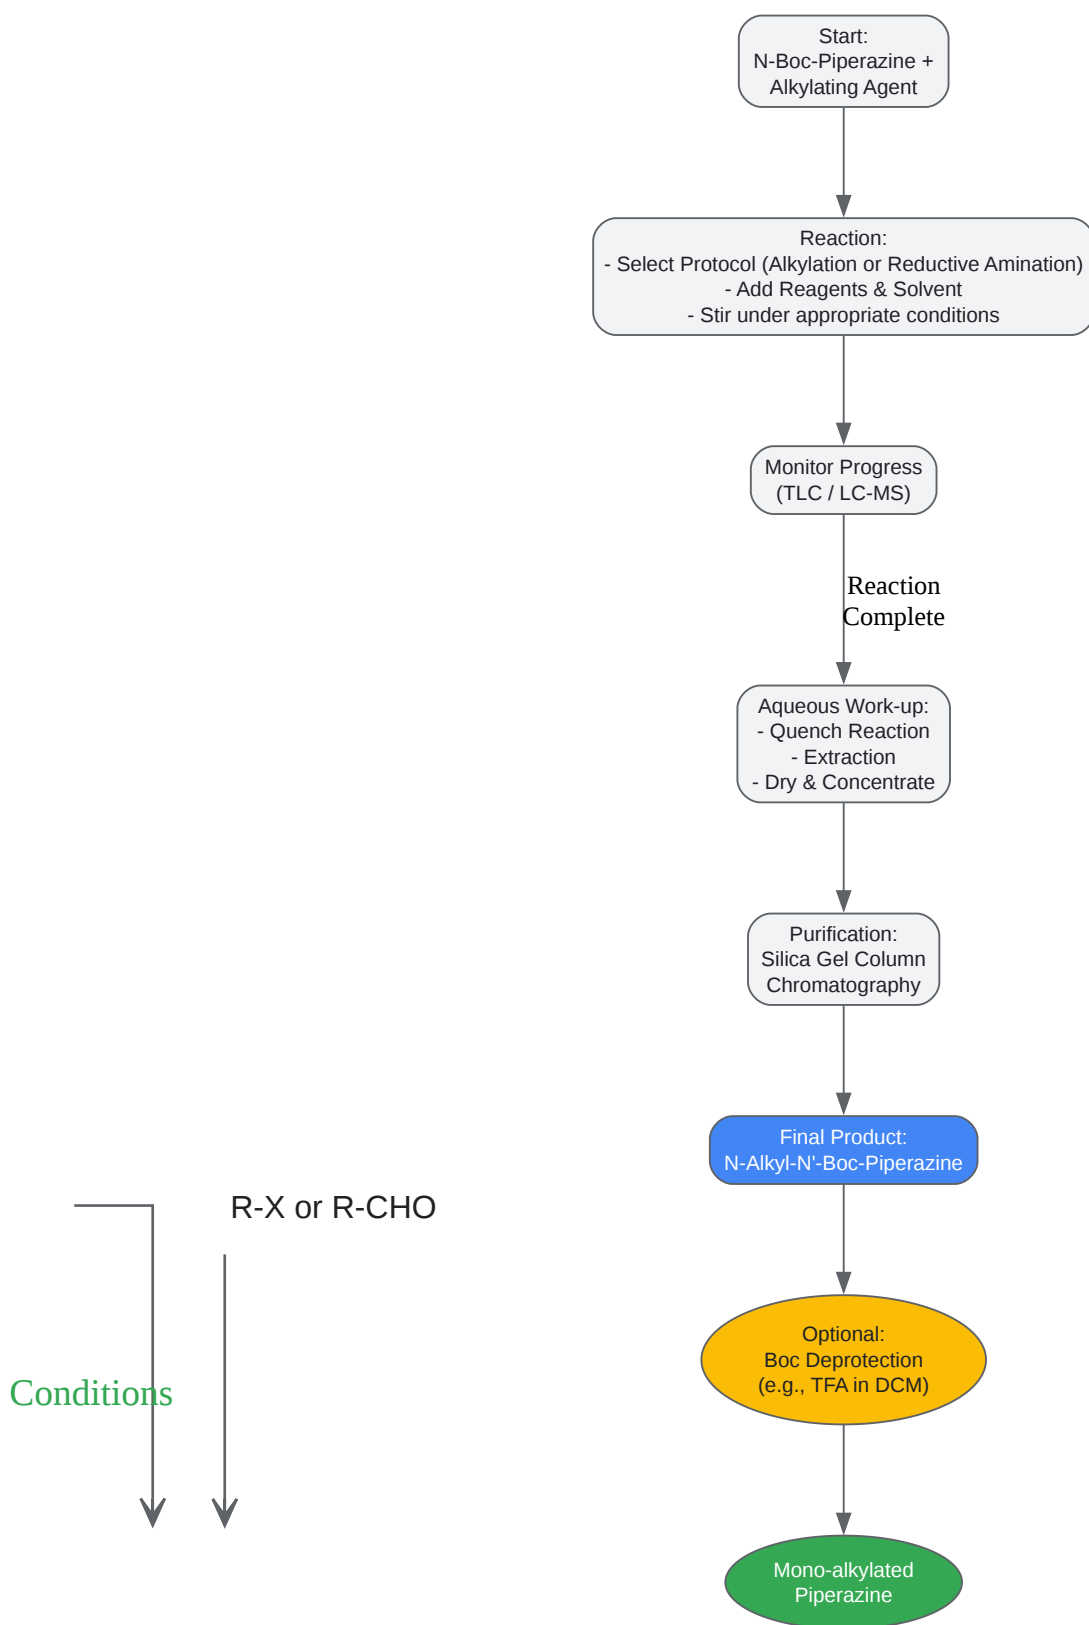 Start:
N-Boc-Piperazine +
Alkylating Agent
Reaction:
- Select Protocol (Alkylation or Reductive Amination)
- Add Reagents & Solvent
- Stir under appropriate conditions
Monitor Progress
(TLC / LC-MS)
Reaction
Complete
Aqueous Work-up:
- Quench Reaction
- Extraction
- Dry & Concentrate
Purification:
Silica Gel Column
Chromatography
Final Product:
N-Alkyl-N'-Boc-Piperazine
R-X or R-CHO
Optional:
Boc Deprotection
(e.g., TFA in DCM)
Conditions
Mono-alkylated
Piperazine